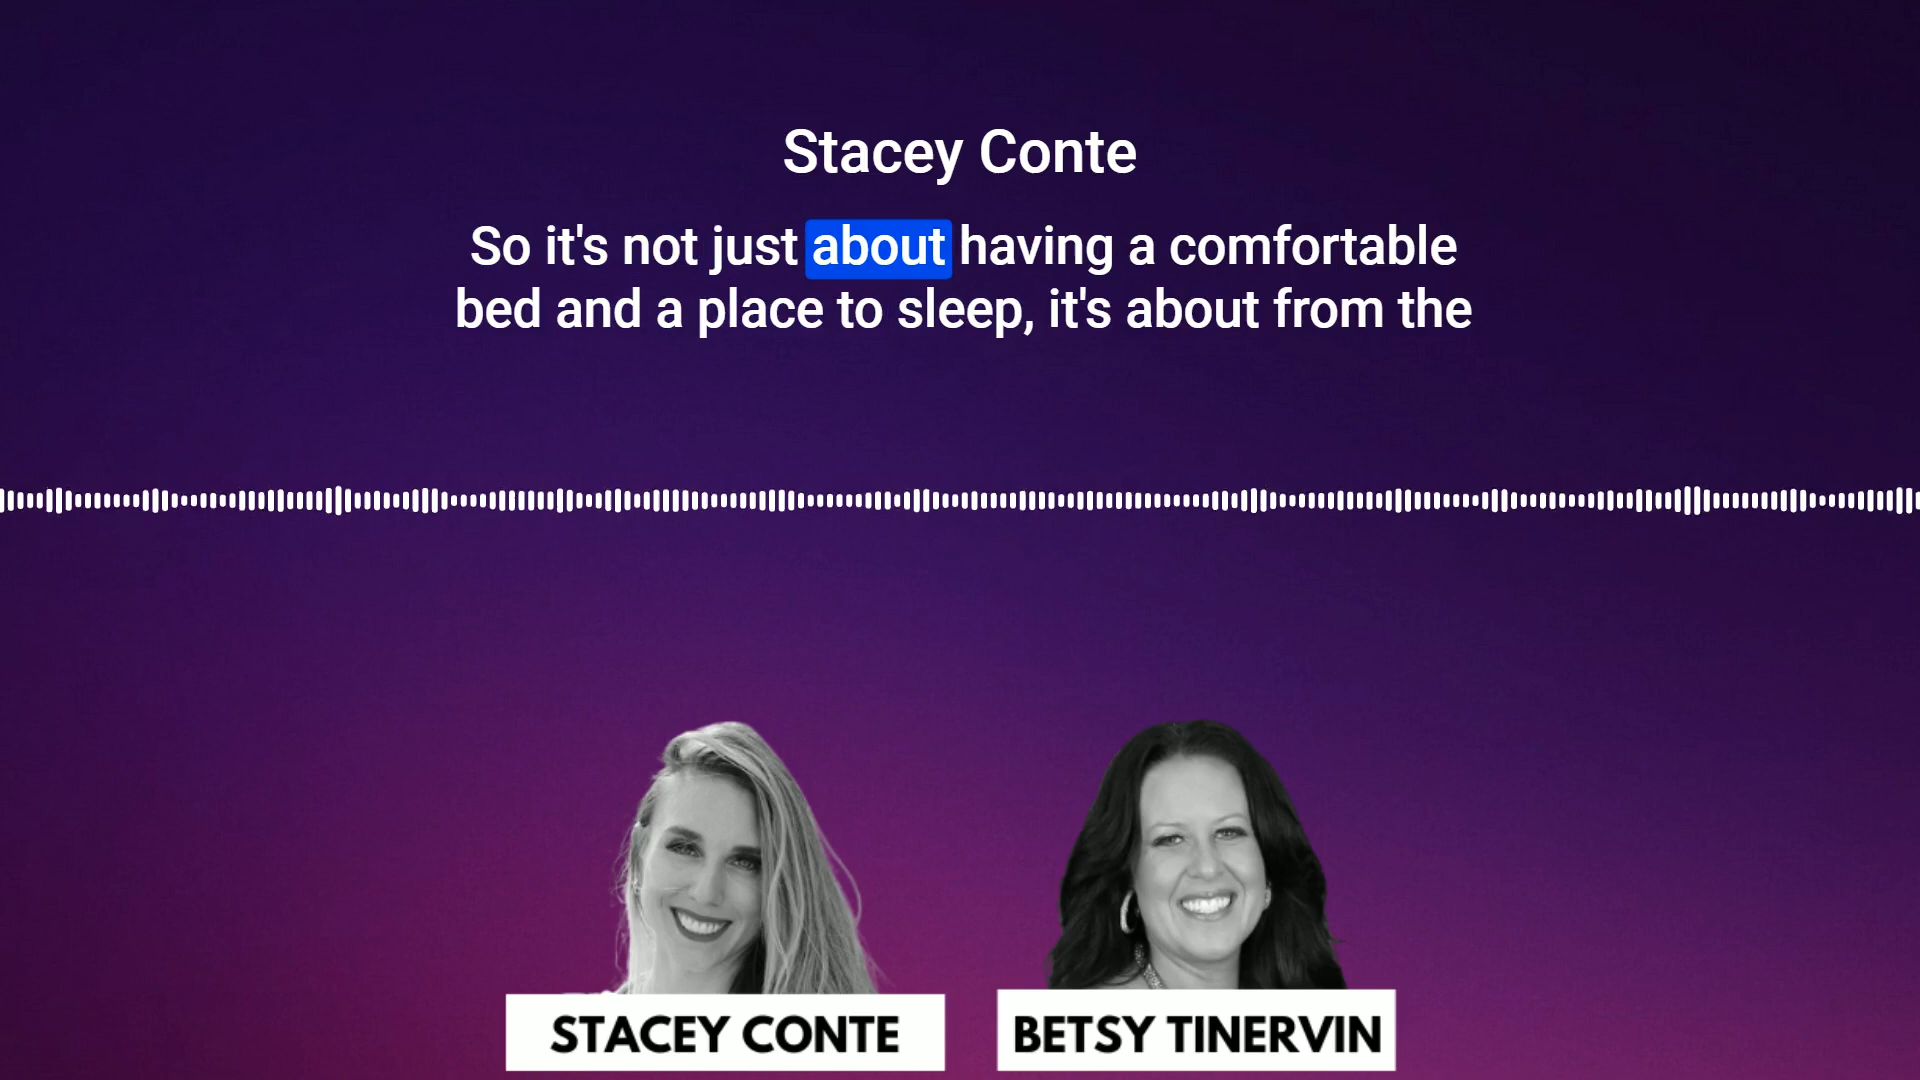 Stacey Conte
So it's not just about having a comfortable
bed and a place to sleep, it's about from the
STACEY CONTE
BETSY TINERVIN